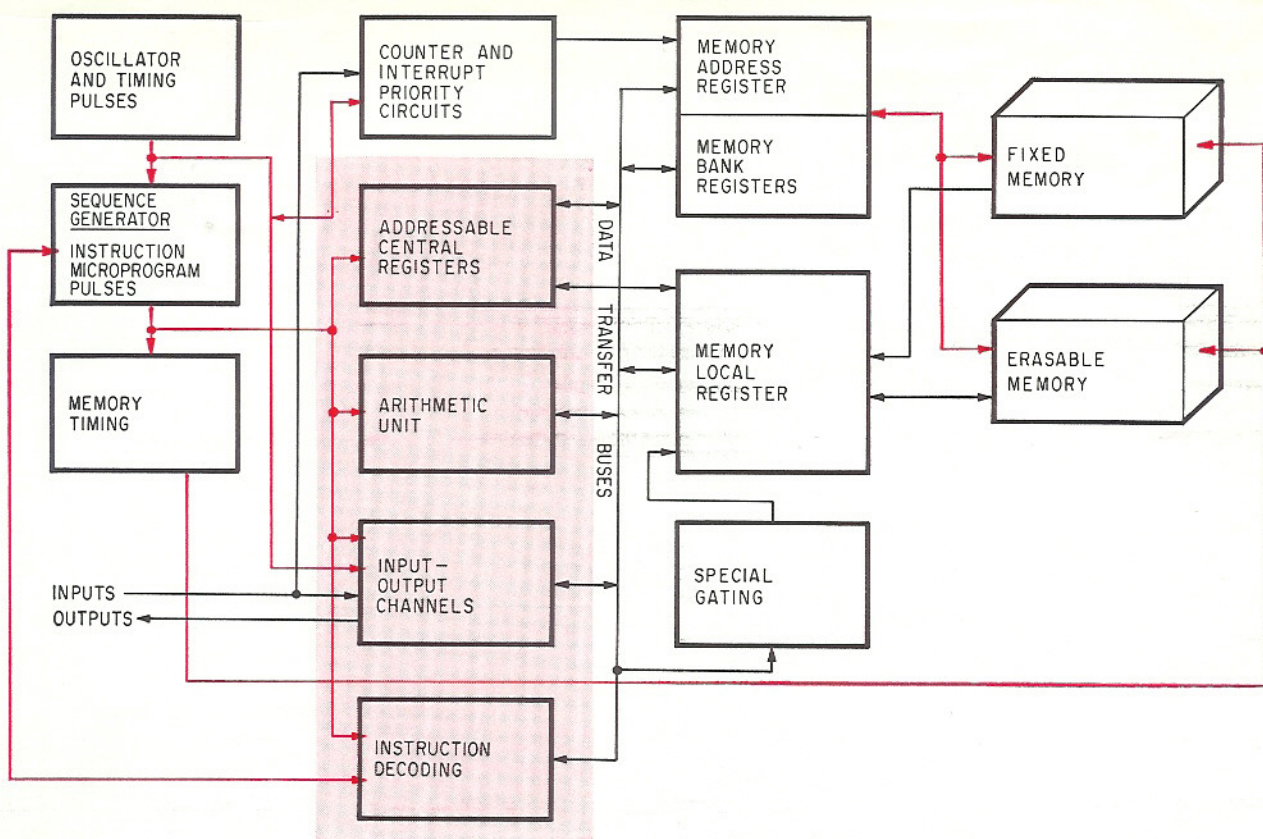 OSCILLATOR
AND TIMING
PULSES
COUNTER AND
INTERRUPT
PRIORITY
CIRCUITS
MEMORY
ADDRESS
REGISTER
MEMORY
BANK
REGISTERS
FIXED
MEMORY
SEQUENCE
GENERATOR
INSTRUCTION
MICROPROGRAM
PULSES
ADDRESSABLE
CENTRAL
REGISTERS
DATA
TRANSFER
BUSES
MEMORY
LOCAL
REGISTER
ERASABLE
MEMORY
MEMORY
TIMING
ARITHMETIC
UNIT
INPUTS
OUTPUTS
INPUT—
OUTPUT
CHANNELS
SPECIAL
GATING
INSTRUCTION
DECODING